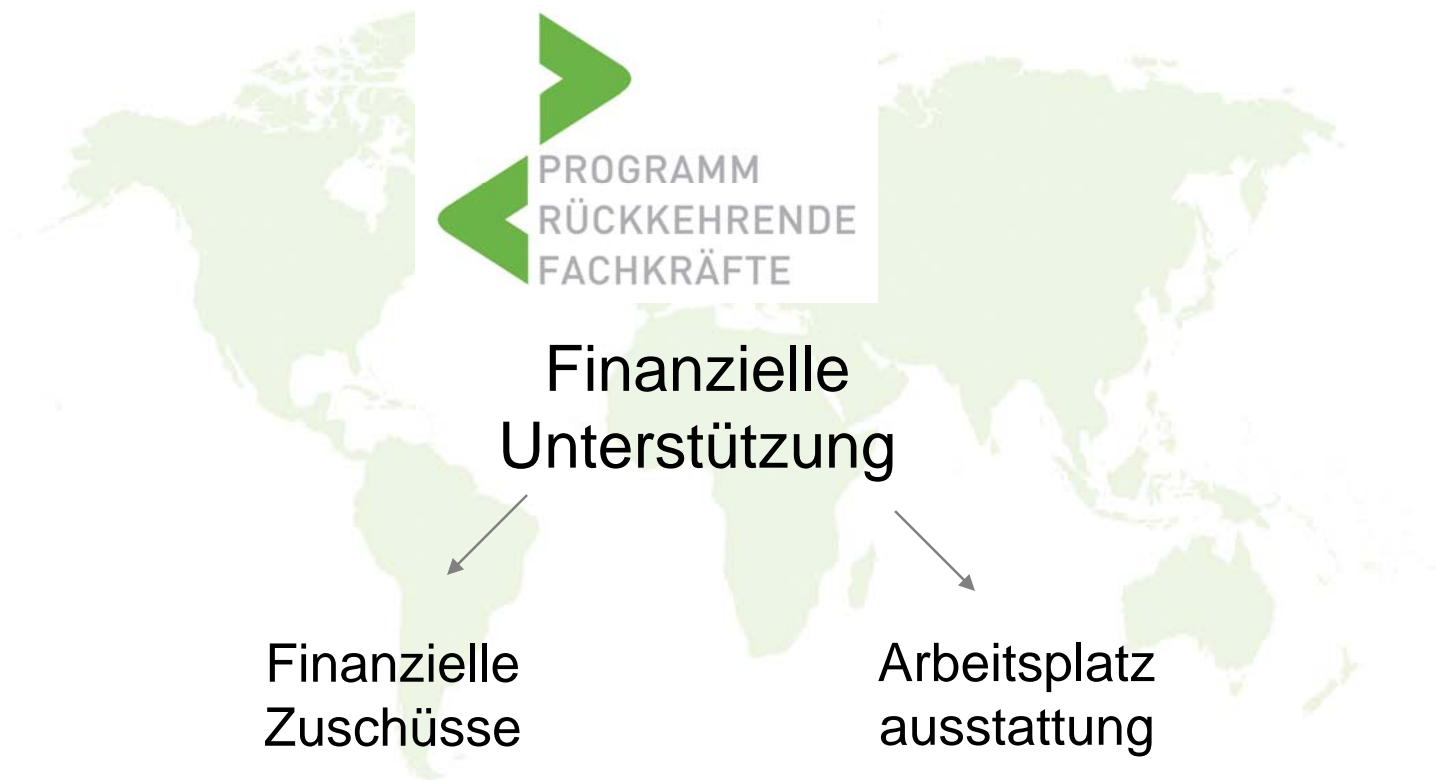 PROGRAMM
RÜCKKEHRENDE
FACHKRÄFTE
Finanzielle
Unterstützung
Finanzielle
Zuschüsse
Arbeitsplatz
ausstattung